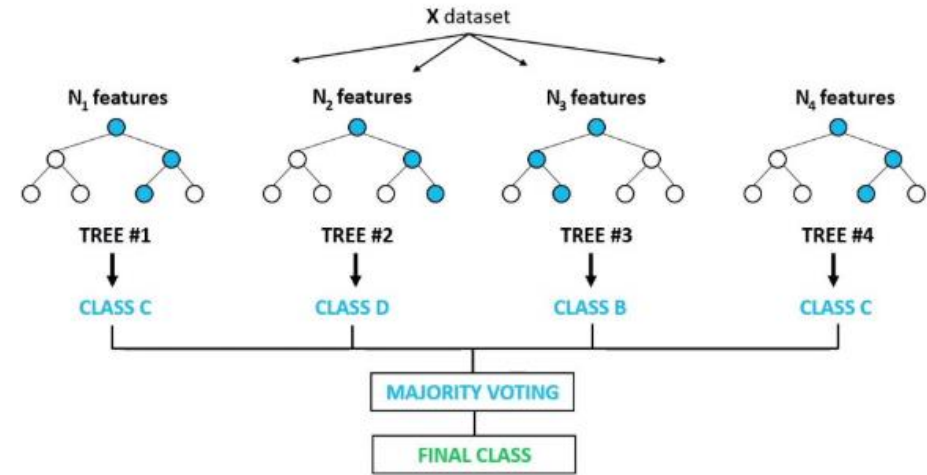 X dataset
N₁ features
N₂ features
N₃ features
N₄ features
TREE #1
TREE #2
TREE #3
TREE #4
CLASS C
CLASS D
CLASS B
CLASS C
MAJORITY VOTING
FINAL CLASS